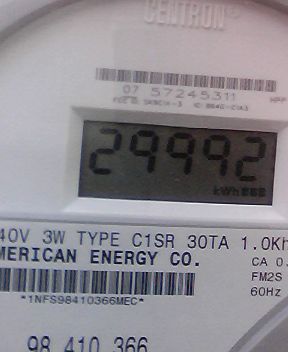 CENTRON®
07 57245311
29992
kWh
40V 3W TYPE C1SR 30TA 1.0Kh
MERICAN ENERGY CO.
CA 0.
FM2S
60Hz
*1NFS98410366MEC*
98 410 366